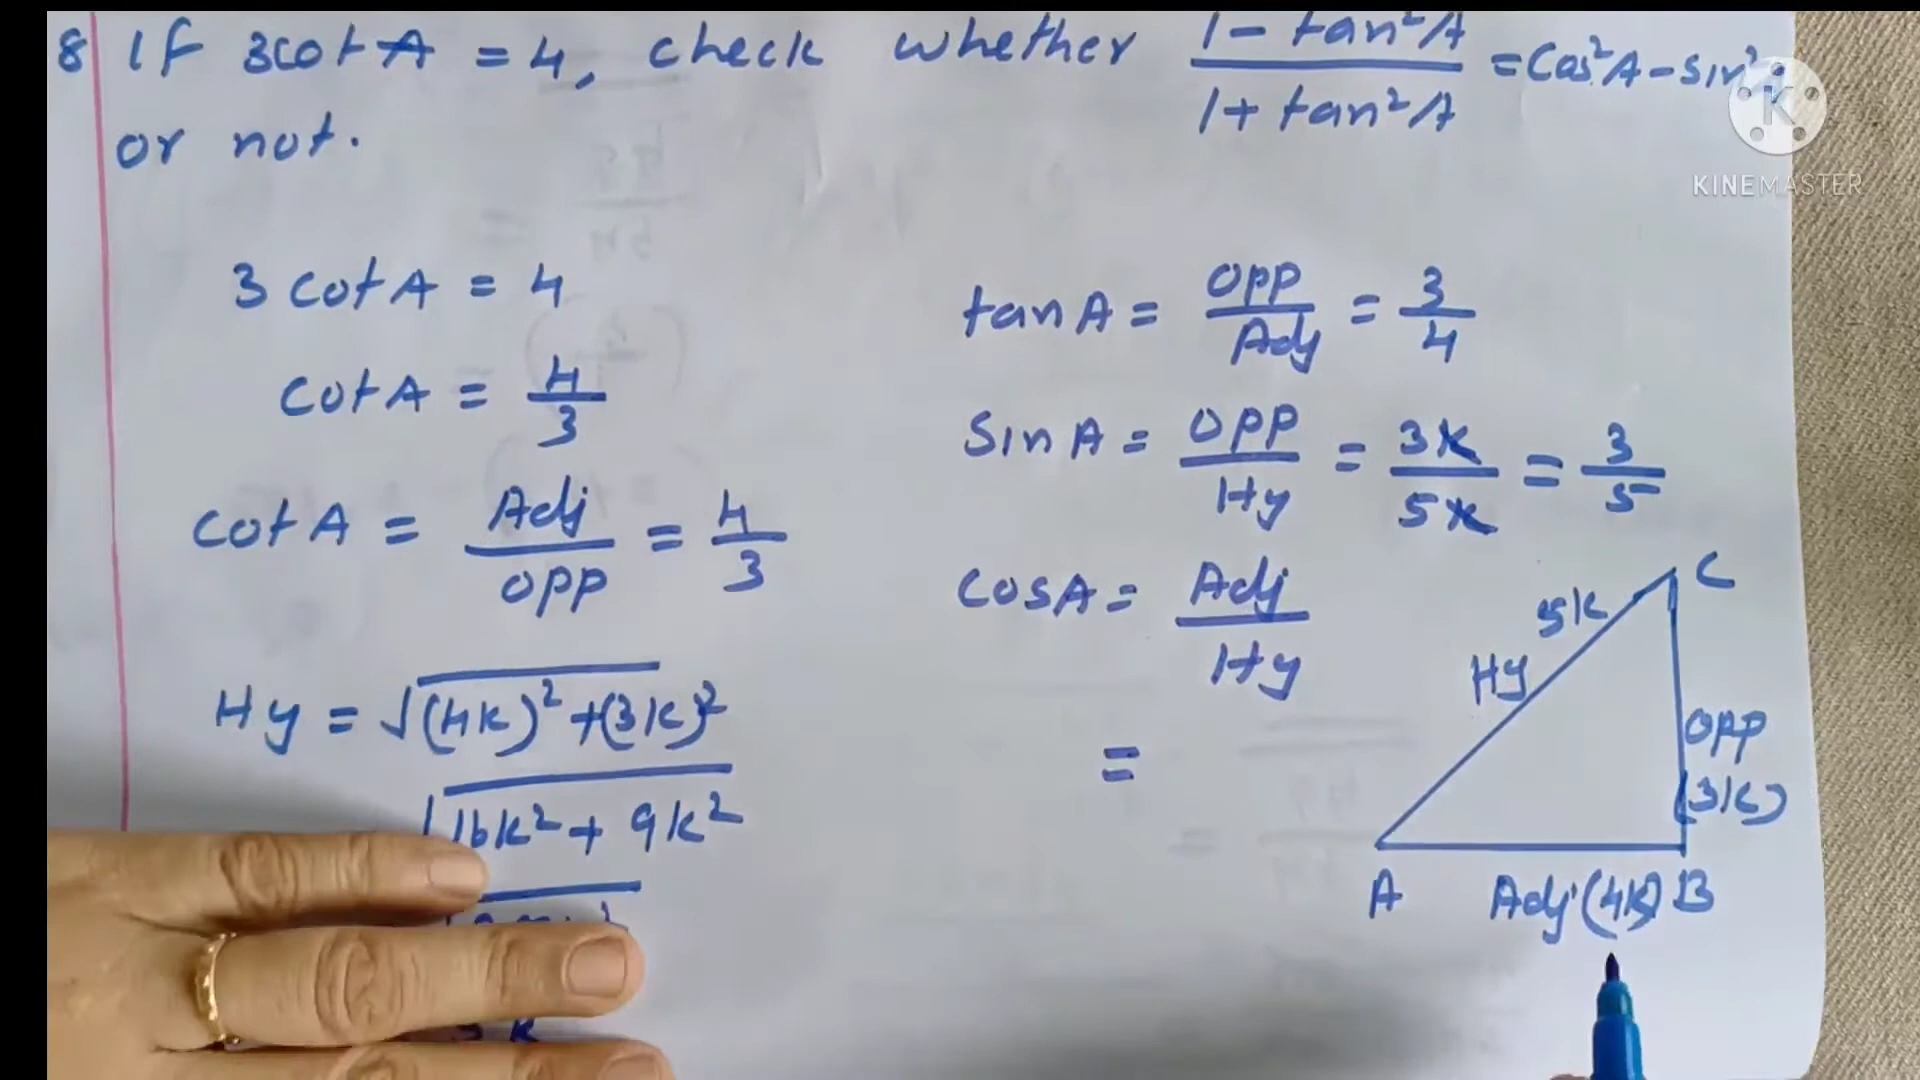 8 If 3cot A = 4, check whether 1 - tan²A / 1 + tan²A = Cos²A - sin²
or not.
K
KINEMASTER
3 cot A = 4
cot A = 4/3
cot A = Adj/OPP = 4/3
Hy = √(4k)² + (3k)²
√16k² + 9k²
k
tan A = OPP/Adj = 3/4
Sin A = OPP/Hy = 3k/5k = 3/5
Cos A = Adj/Hy
=
C
5k
Hy
OPP
(3k)
A Adj (4k) B